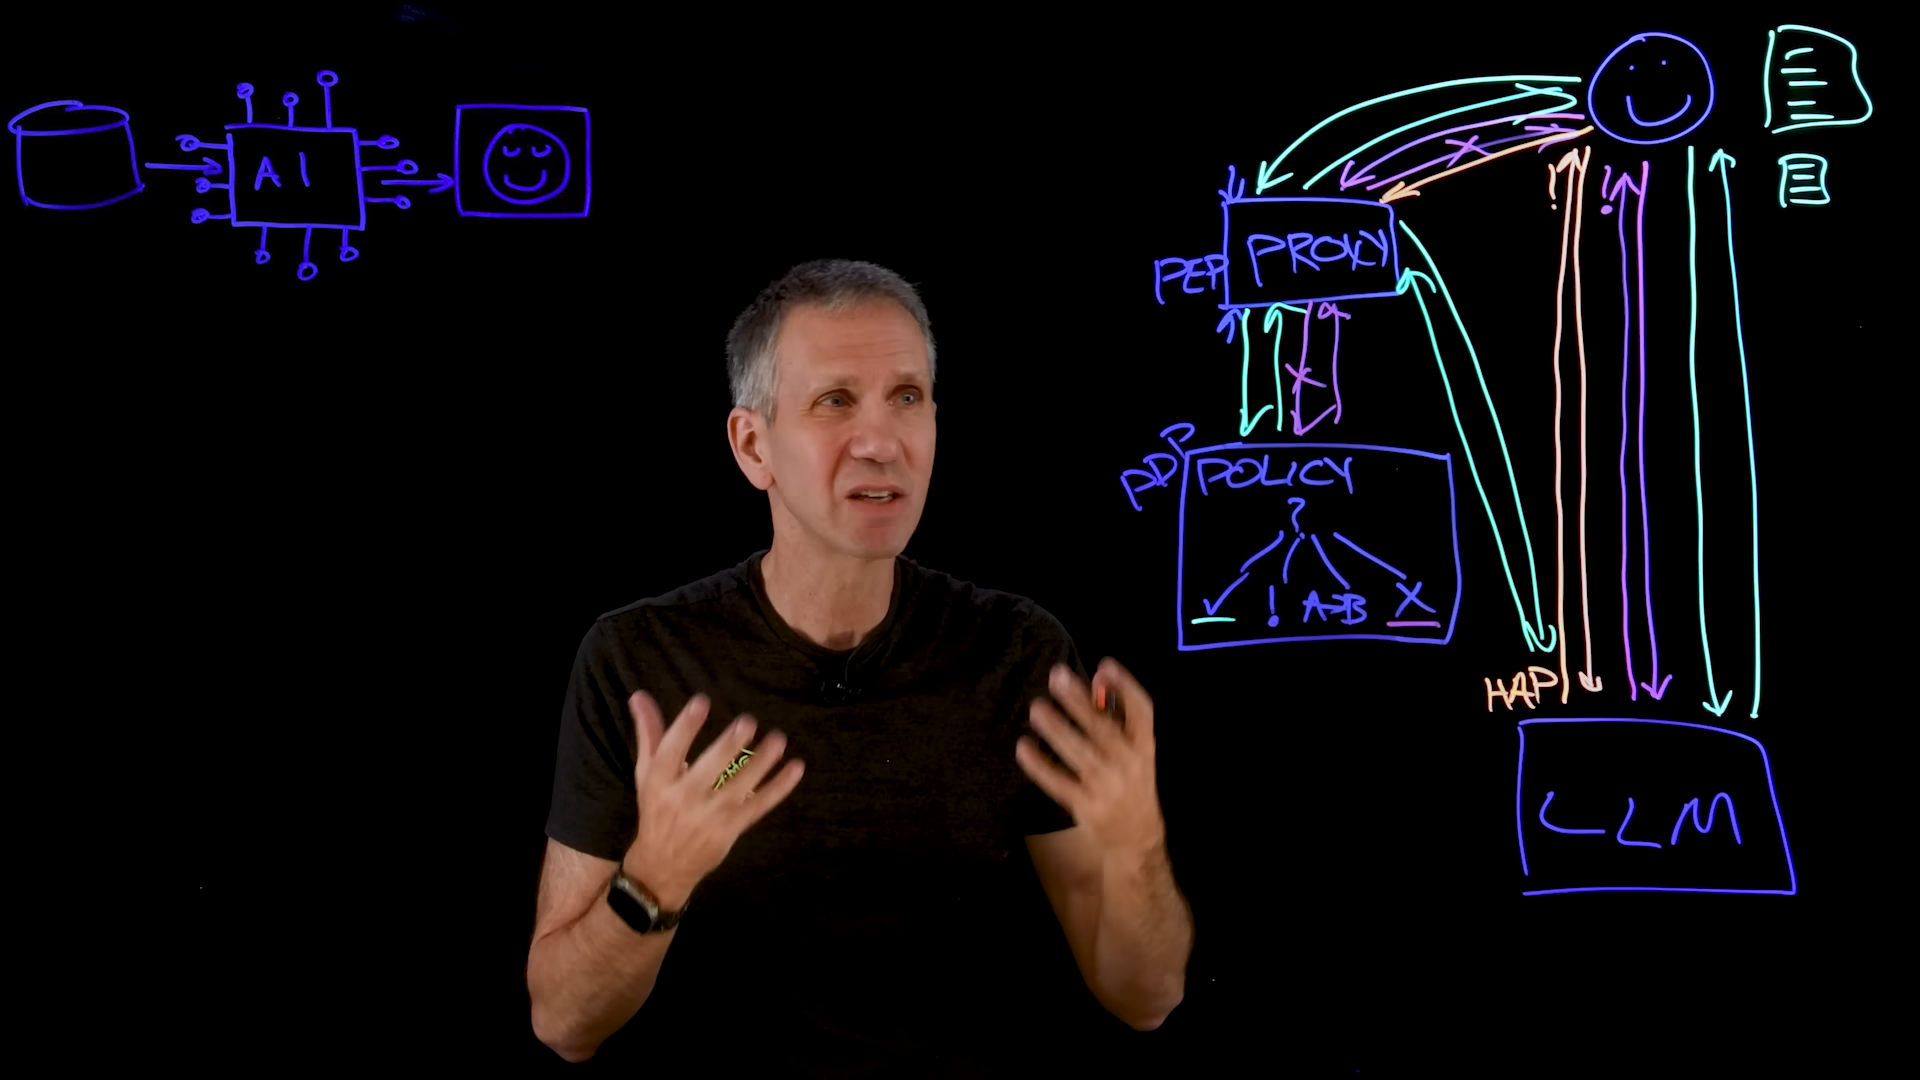 AI
PEP
PROXY
PDP
POLICY
?
! A→B X
HAP
!
!
LLM